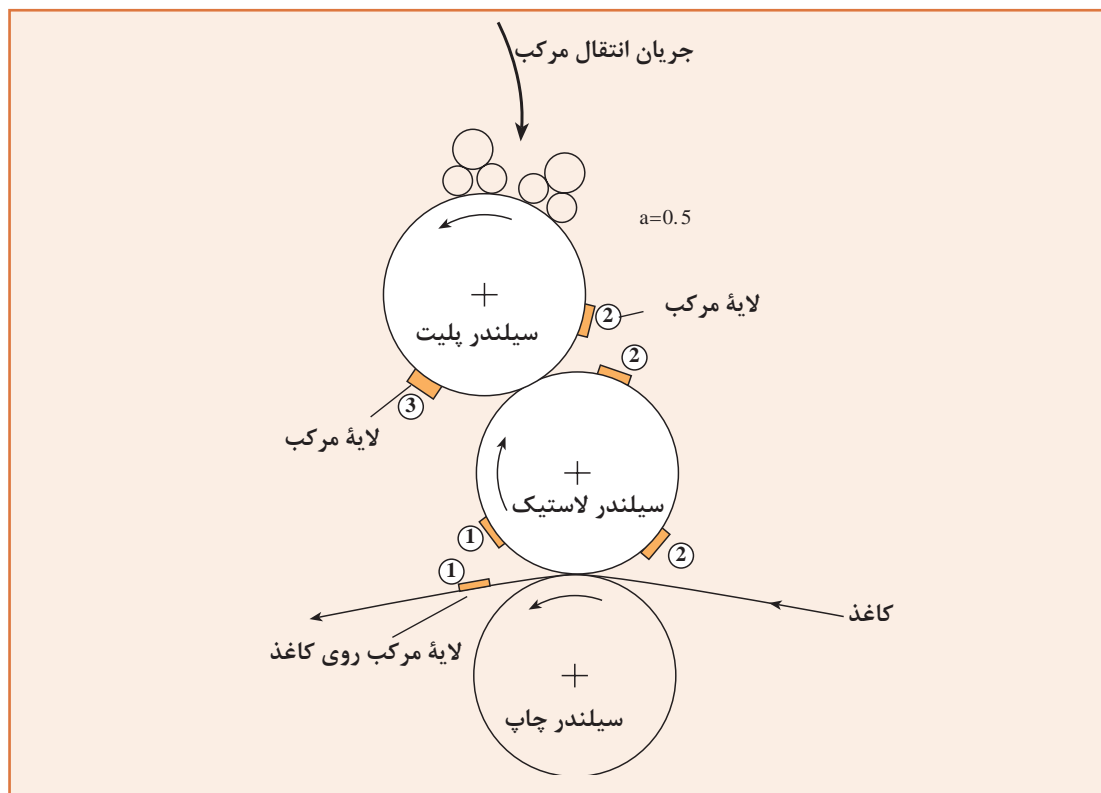 جریان انتقال مرکب
a=0.5
لایهٔ مرکب
2
سیلندر پلیت
2
3
لایهٔ مرکب
سیلندر لاستیک
1
2
1
کاغذ
لایهٔ مرکب روی کاغذ
سیلندر چاپ